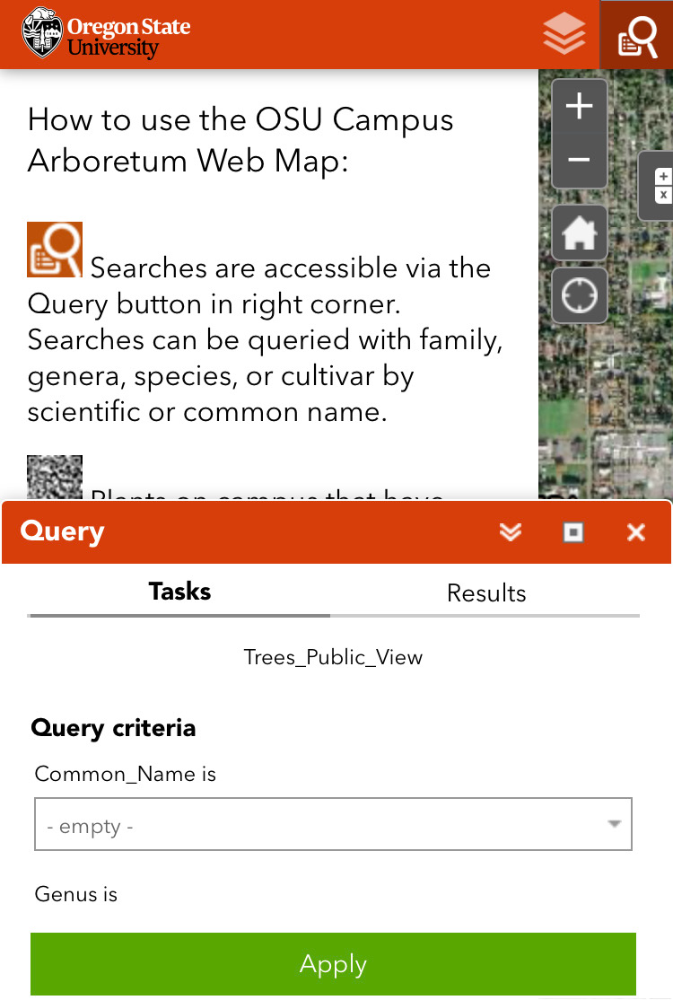 Oregon State
University
How to use the OSU Campus
Arboretum Web Map:
Searches are accessible via the
Query button in right corner.
Searches can be queried with family,
genera, species, or cultivar by
scientific or common name.
Plants on campus that have
Query
Tasks
Results
Trees_Public_View
Query criteria
Common_Name is
- empty -
Genus is
Apply